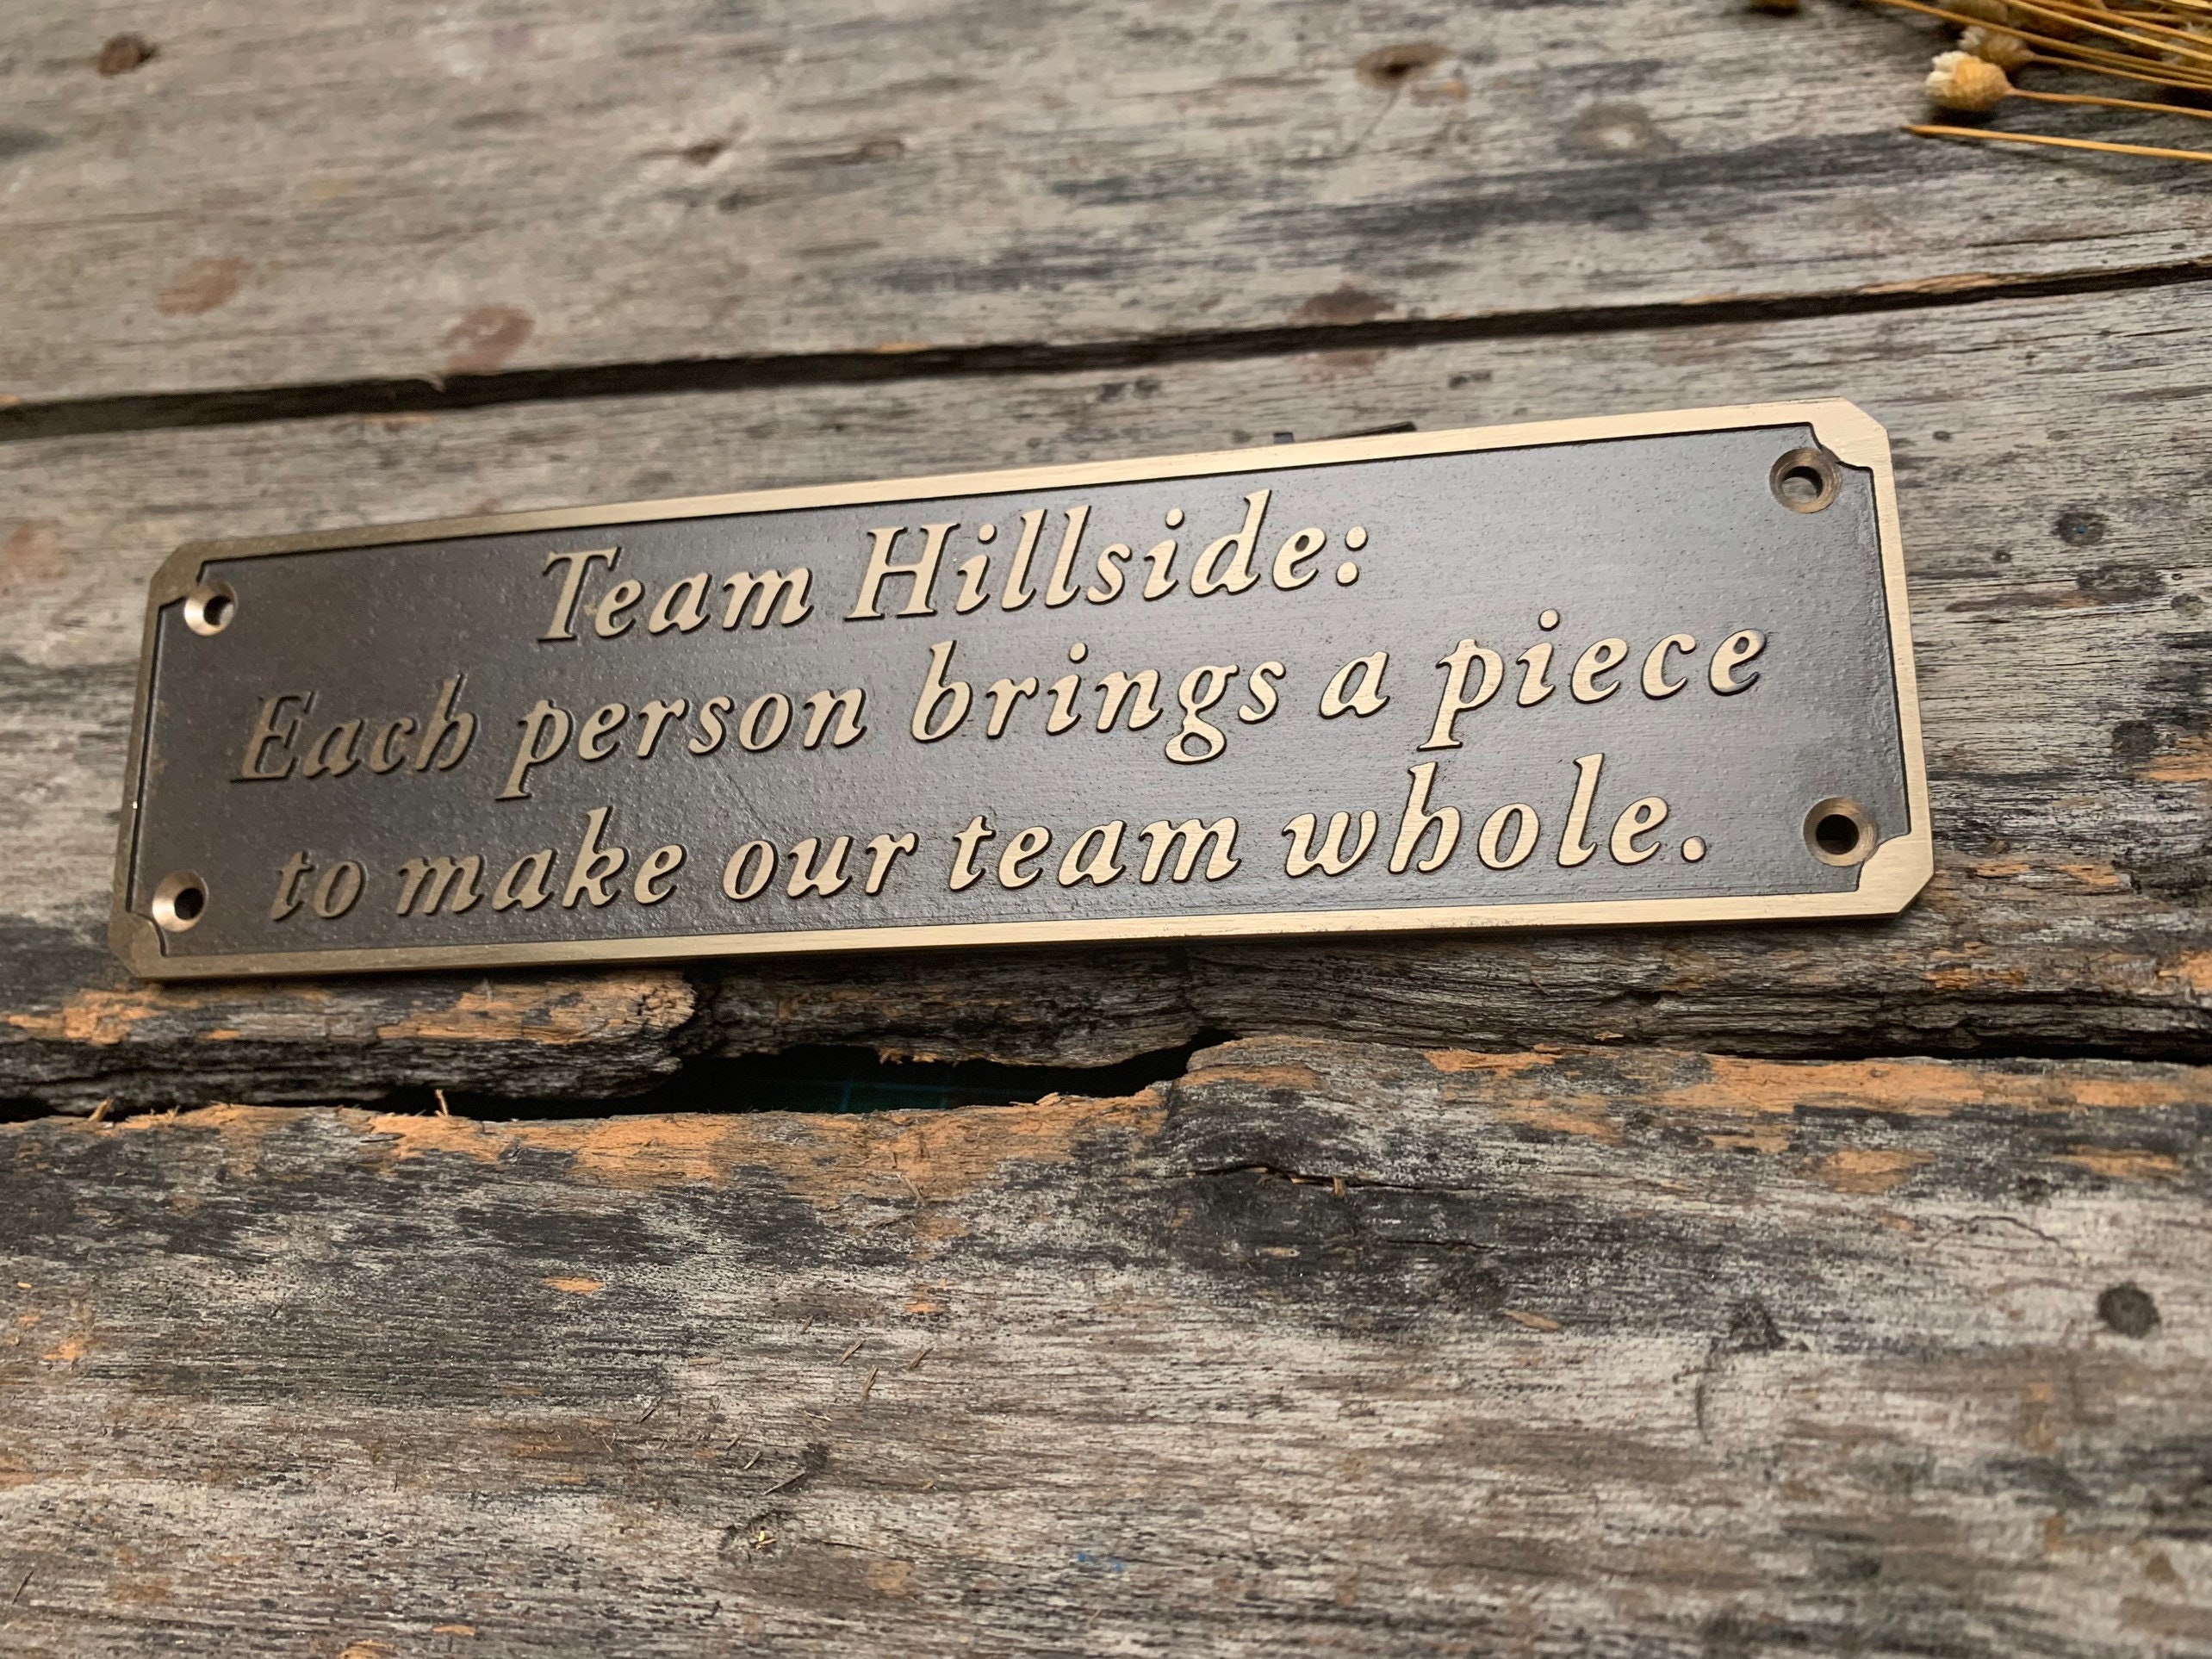 Team Hillside:
Each person brings a piece
to make our team whole.